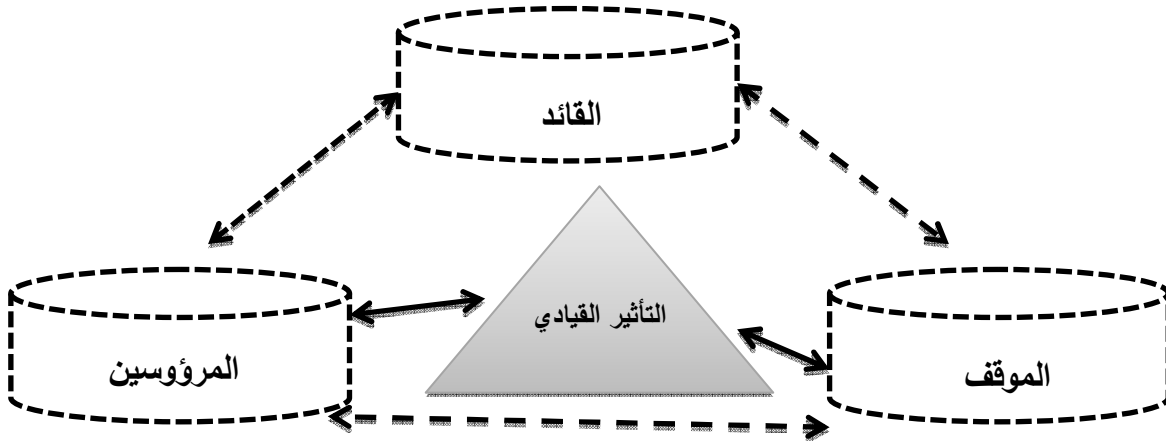 القائد
التأثير القيادي
المرؤوسين
الموقف